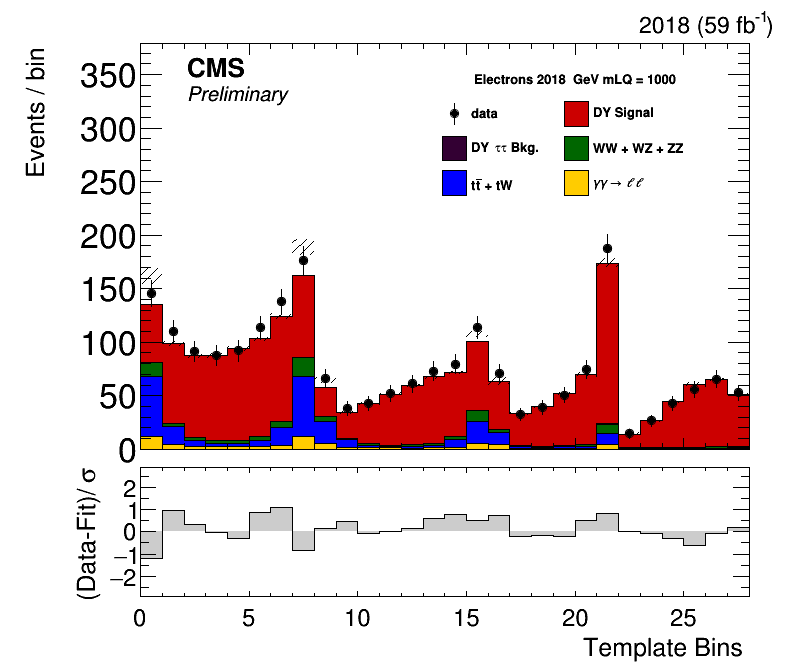 2018 (59 fb⁻¹)
CMS
Preliminary
Electrons 2018 GeV mLQ = 1000
data
DY Signal
DY ττ Bkg.
WW + WZ + ZZ
tt̅ + tW
γγ → ℓℓ
Events / bin
350
300
250
200
150
100
50
0
(Data-Fit)/ σ
2
1
0
−1
−2
0 5 10 15 20 25
Template Bins